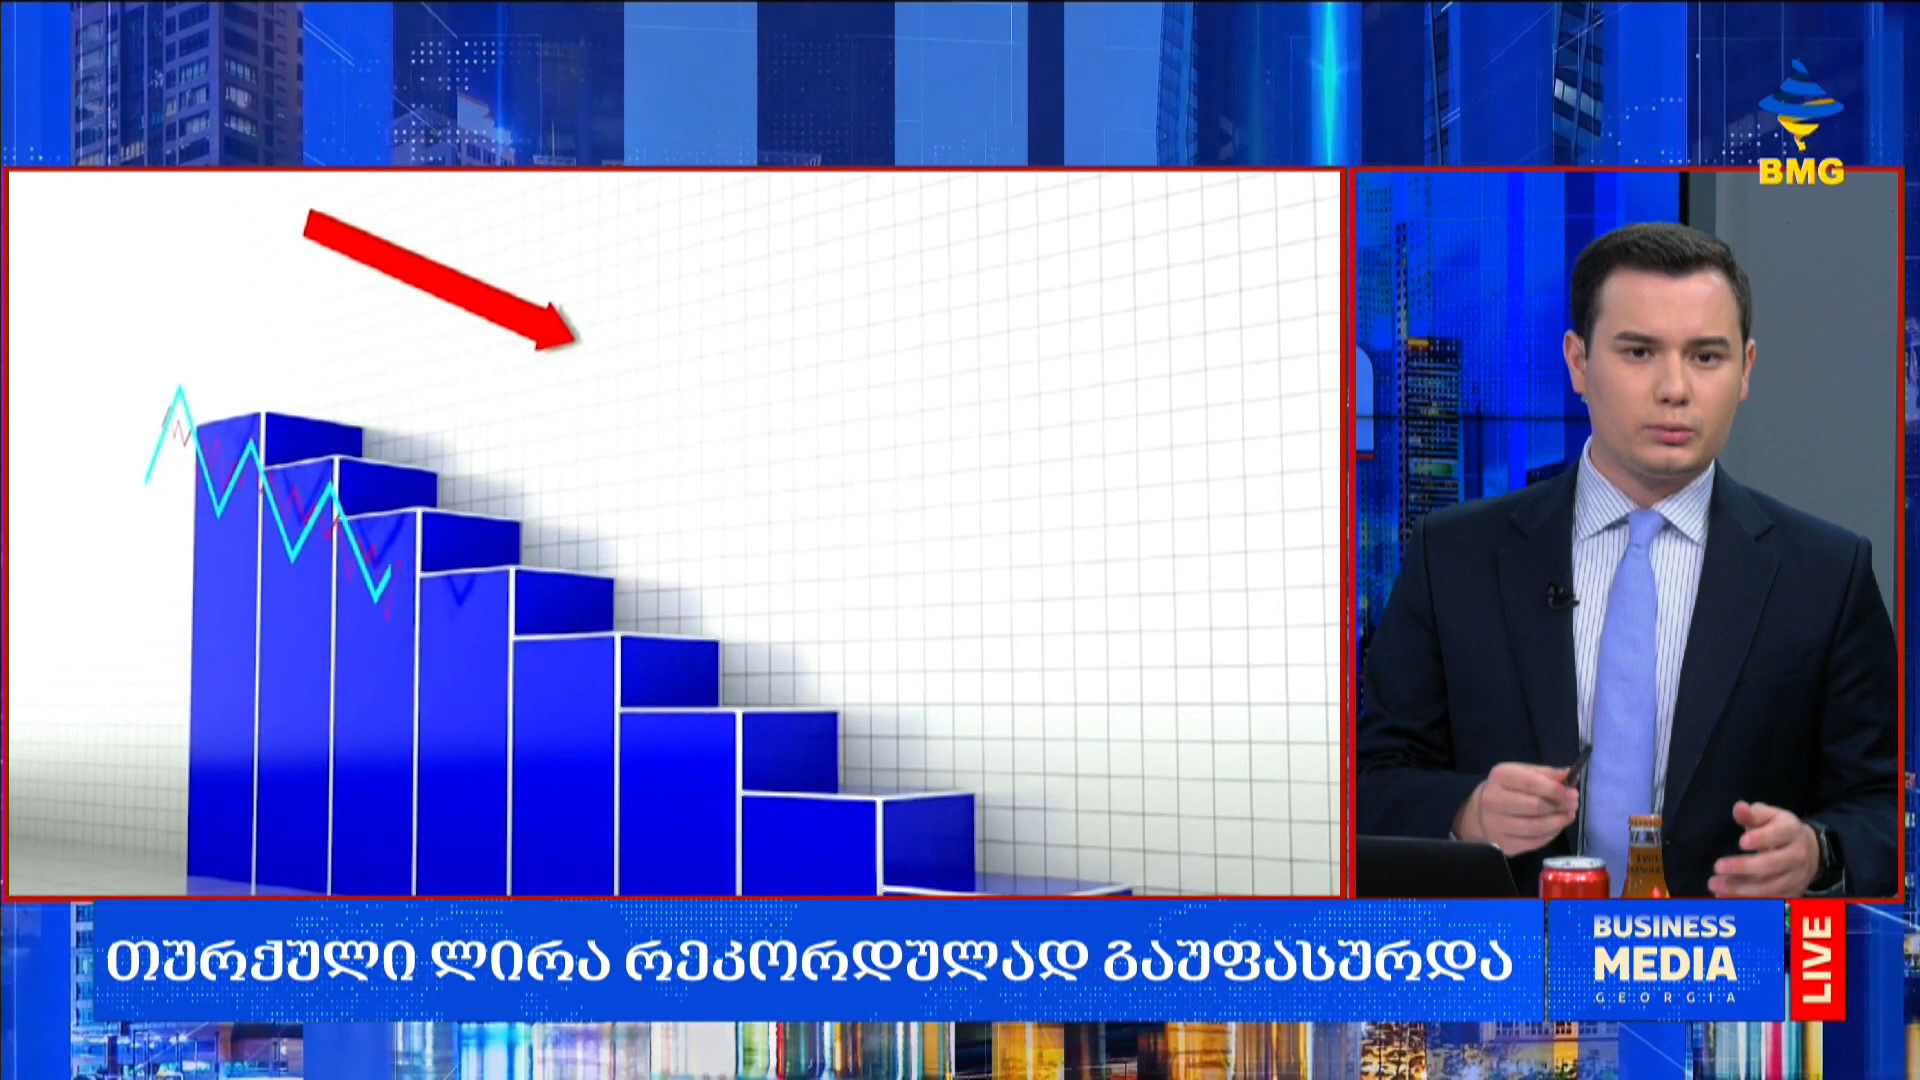 BMG
თურქული ლირა რეკორდულად გაუფასურდა
BUSINESS
MEDIA
GEORGIA
LIVE